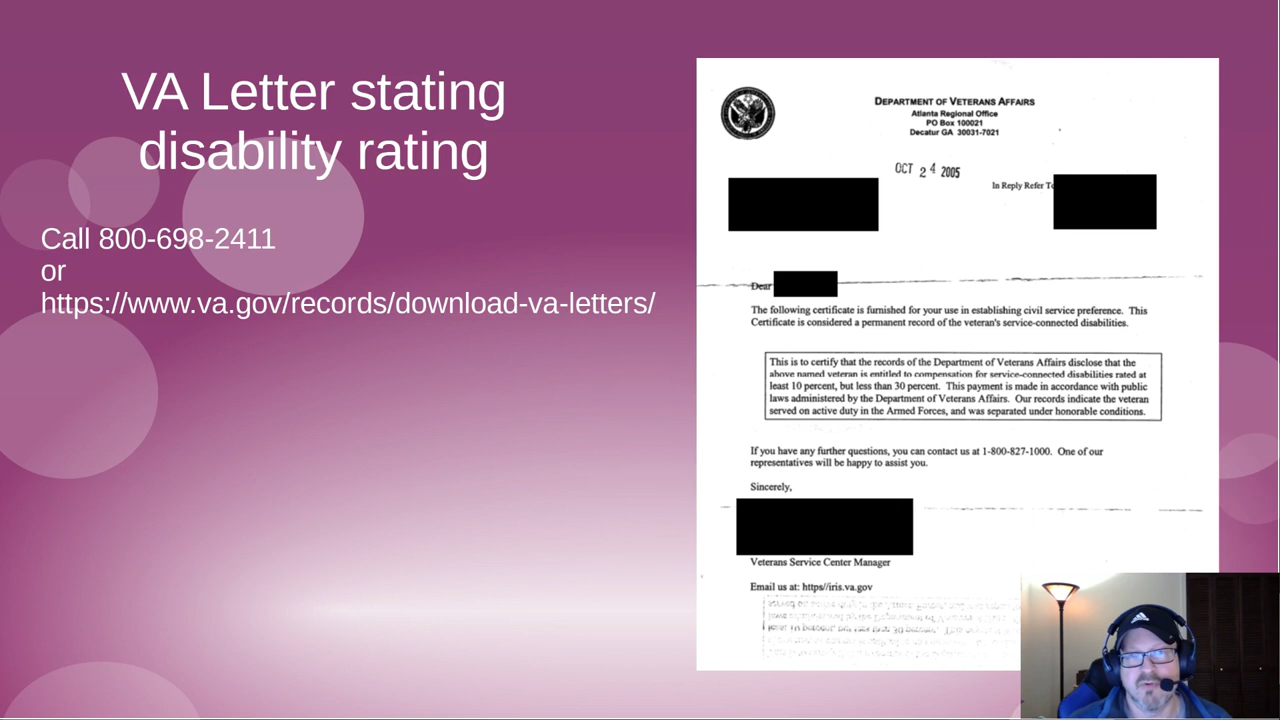 VA Letter stating
disability rating
Call 800-698-2411
or
https://www.va.gov/records/download-va-letters/
DEPARTMENT OF VETERANS AFFAIRS
Atlanta Regional Office
PO Box 100021
Decatur GA 30031-7021
OCT 24 2005
In Reply Refer To
Dear
The following certificate is furnished for your use in establishing civil service preference. This
Certificate is considered a permanent record of the veteran's service-connected disabilities.
This is to certify that the records of the Department of Veterans Affairs disclose that the
above named veteran is entitled to compensation for service-connected disabilities rated at
least 10 percent, but less than 30 percent. This payment is made in accordance with public
laws administered by the Department of Veterans Affairs. Our records indicate the veteran
served on active duty in the Armed Forces, and was separated under honorable conditions.
If you have any further questions, you can contact us at 1-800-827-1000. One of our
representatives will be happy to assist you.
Sincerely,
Veterans Service Center Manager
Email us at: https//iris.va.gov